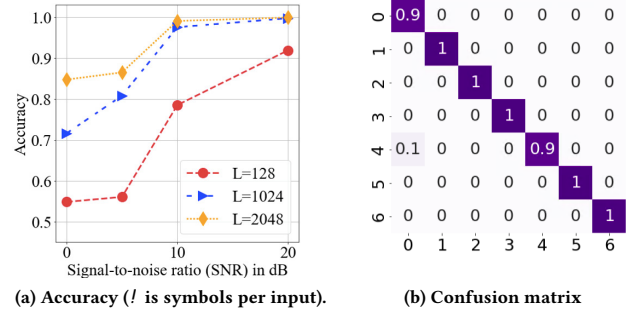 1.0
0.9
0.8
0.7
0.6
0.5
Accuracy
L=128
L=1024
L=2048
0 5 10 20
Signal-to-noise ratio (SNR) in dB
(a) Accuracy (! is symbols per input).
0 0.9 0 0 0 0 0 0
1 0 1 0 0 0 0 0
2 0 0 1 0 0 0 0
3 0 0 0 1 0 0 0
4 0.1 0 0 0 0.9 0 0
5 0 0 0 0 0 1 0
6 0 0 0 0 0 0 1
0 1 2 3 4 5 6
(b) Confusion matrix